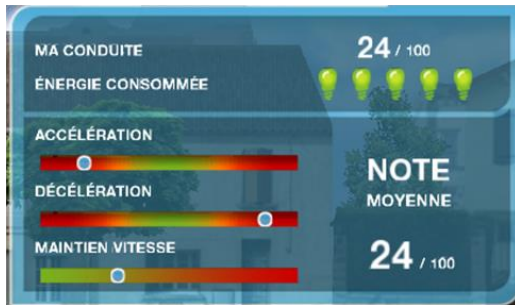 MA CONDUITE 24 / 100
ÉNERGIE CONSOMMÉE
ACCÉLÉRATION
DÉCÉLÉRATION
MAINTIEN VITESSE
NOTE
MOYENNE
24 / 100